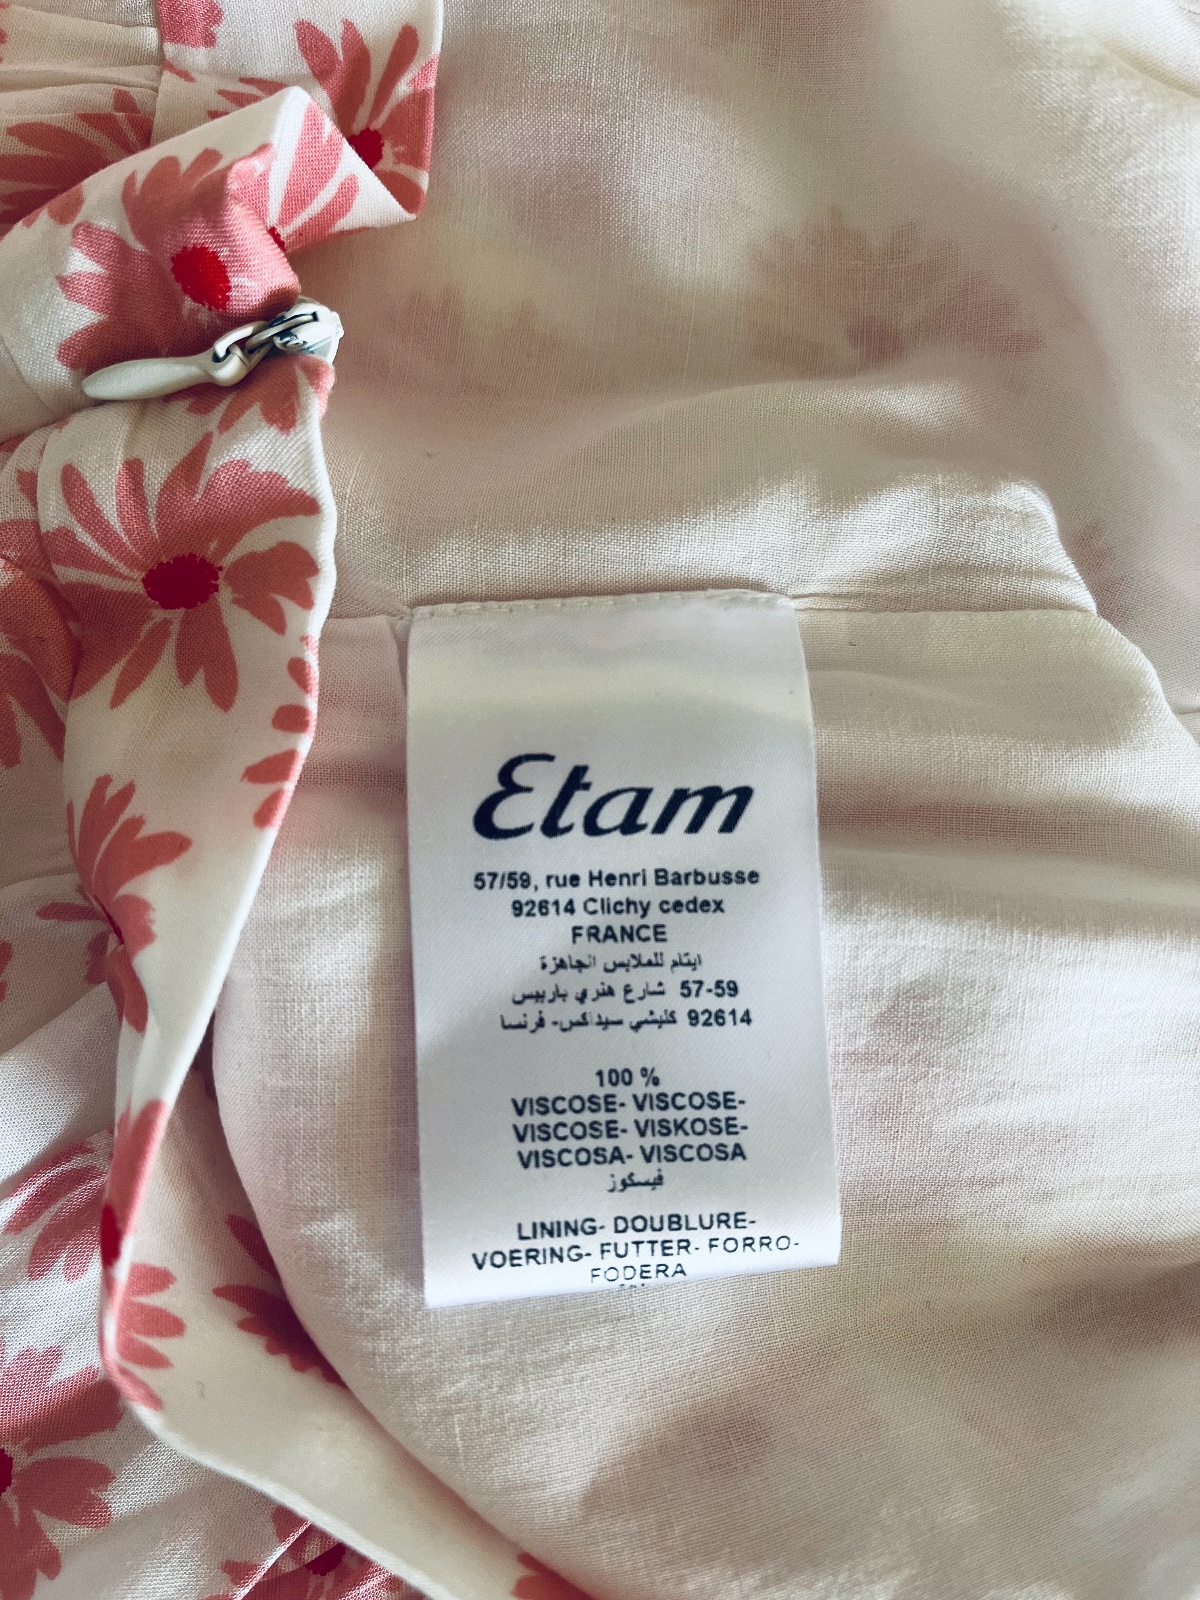 Etam
57/59, rue Henri Barbusse
92614 Clichy cedex
FRANCE
ايتام للملابس الجاهزة
57-59 شارع هنري باربيس
92614 كليشي سيداكس- فرنسا
100 %
VISCOSE- VISCOSE-
VISCOSE- VISKOSE-
VISCOSA- VISCOSA
فيسكوز
LINING- DOUBLURE-
VOERING- FUTTER- FORRO-
FODERA